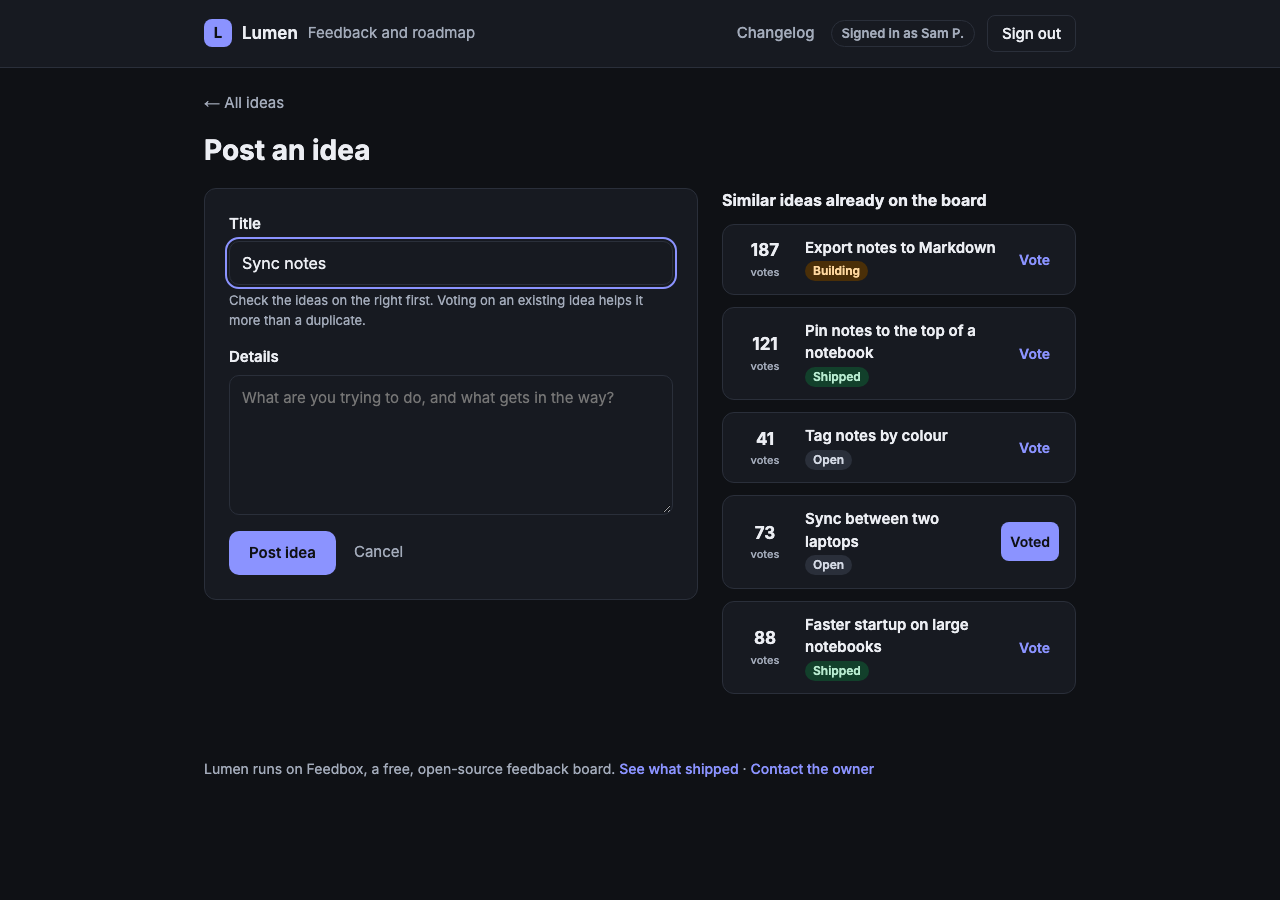 L Lumen Feedback and roadmap Changelog Signed in as Sam P. Sign out
← All ideas
Post an idea
Title
Sync notes
Check the ideas on the right first. Voting on an existing idea helps it
more than a duplicate.
Details
What are you trying to do, and what gets in the way?
Post idea Cancel
Similar ideas already on the board
187 votes
Export notes to Markdown
Building
Vote
121 votes
Pin notes to the top of a
notebook
Shipped
Vote
41 votes
Tag notes by colour
Open
Vote
73 votes
Sync between two
laptops
Open
Voted
88 votes
Faster startup on large
notebooks
Shipped
Vote
Lumen runs on Feedbox, a free, open-source feedback board. See what shipped · Contact the owner